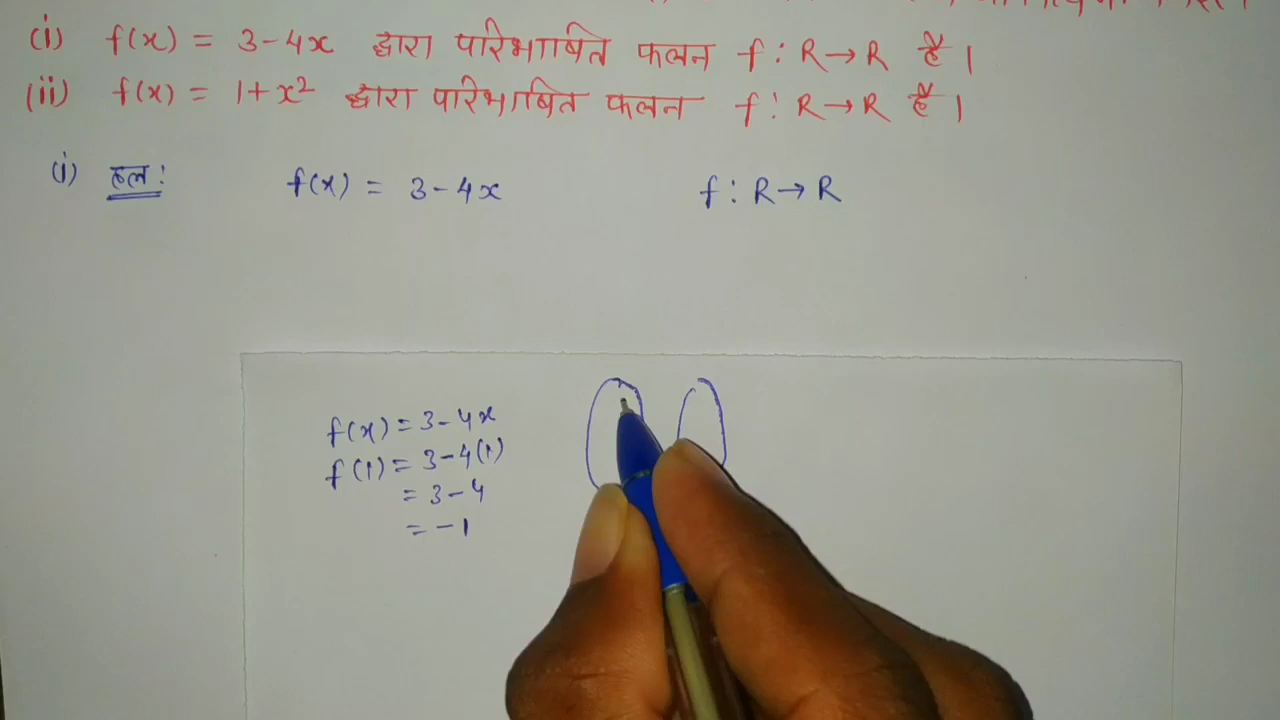 (i) f(x) = 3-4x द्वारा परिभाषित फलन f : R→R है।
(ii) f(x) = 1+x² द्वारा परिभाषित फलन f : R→R है।
(i) हल : f(x) = 3-4x f : R→R
f(x) = 3-4x
f(1) = 3-4(1)
= 3-4
= -1